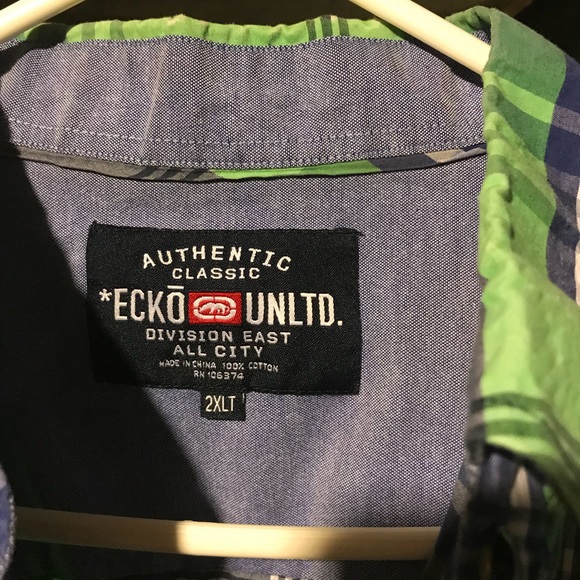 AUTHENTIC
CLASSIC
*ECKŌ UNLTD.
DIVISION EAST
ALL CITY
MADE IN CHINA 100% COTTON
RN 106374
2XLT